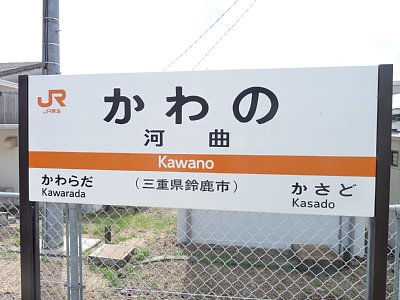 JR
JR東海
かわの
河曲
Kawano
かわらだ
Kawarada
(三重県鈴鹿市)
かさど
Kasado